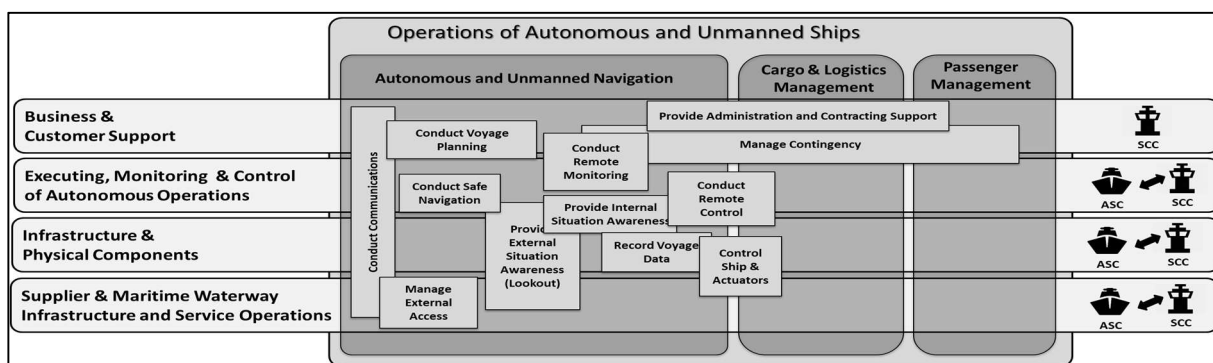 Operations of Autonomous and Unmanned Ships
Autonomous and Unmanned Navigation
Cargo & Logistics
Management
Passenger
Management
Business &
Customer Support
Conduct Communications
Conduct Voyage
Planning
Conduct
Remote
Monitoring
Provide Administration and Contracting Support
Manage Contingency
SCC
Executing, Monitoring & Control
of Autonomous Operations
Conduct Safe
Navigation
Provide Internal
Situation Awareness
Conduct
Remote
Control
ASC
SCC
Infrastructure &
Physical Components
Provide
External
Situation
Awareness
(Lookout)
Record Voyage
Data
Control
Ship &
Actuators
ASC
SCC
Supplier & Maritime Waterway
Infrastructure and Service Operations
Manage
External
Access
ASC
SCC